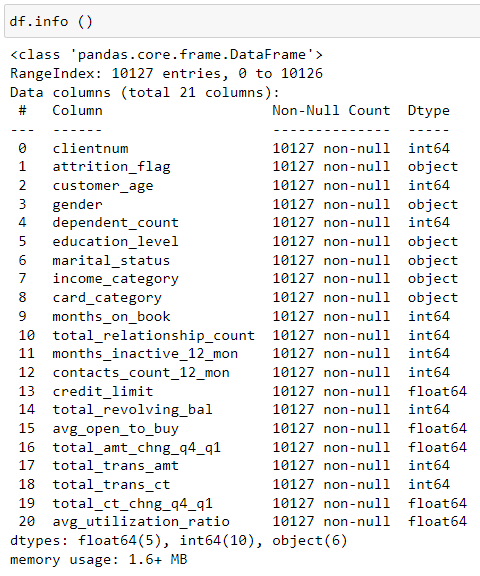 df.info ()
<class 'pandas.core.frame.DataFrame'>
RangeIndex: 10127 entries, 0 to 10126
Data columns (total 21 columns):
 #   Column                    Non-Null Count  Dtype
---  ------                    --------------  -----
 0   clientnum                 10127 non-null  int64
 1   attrition_flag            10127 non-null  object
 2   customer_age              10127 non-null  int64
 3   gender                    10127 non-null  object
 4   dependent_count           10127 non-null  int64
 5   education_level           10127 non-null  object
 6   marital_status            10127 non-null  object
 7   income_category           10127 non-null  object
 8   card_category             10127 non-null  object
 9   months_on_book            10127 non-null  int64
 10  total_relationship_count  10127 non-null  int64
 11  months_inactive_12_mon    10127 non-null  int64
 12  contacts_count_12_mon     10127 non-null  int64
 13  credit_limit              10127 non-null  float64
 14  total_revolving_bal       10127 non-null  int64
 15  avg_open_to_buy           10127 non-null  float64
 16  total_amt_chng_q4_q1      10127 non-null  float64
 17  total_trans_amt           10127 non-null  int64
 18  total_trans_ct            10127 non-null  int64
 19  total_ct_chng_q4_q1       10127 non-null  float64
 20  avg_utilization_ratio     10127 non-null  float64
dtypes: float64(5), int64(10), object(6)
memory usage: 1.6+ MB